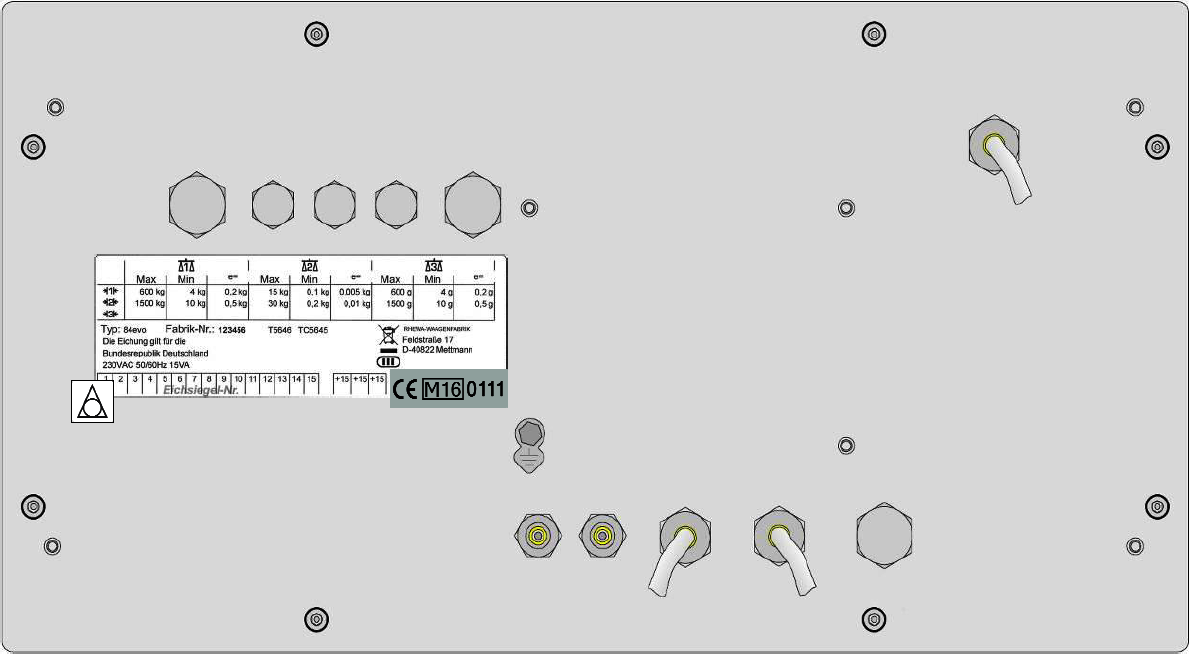 1 2 3
Max Min e= Max Min e= Max Min e=
1 600 kg 4 kg 0,2 kg 15 kg 0,1 kg 0.005 kg 600 g 4 g 0,2 g
2 1500 kg 10 kg 0,5 kg 30 kg 0,2 kg 0,01 kg 1500 g 10 g 0,5 g
3
Typ: 84evo Fabrik-Nr.: 123456 T5646 TC5645
RHEWA-WAAGENFABRIK
Die Eichung gilt für die
Feldstraße 17
Bundesrepublik Deutschland
D-40822 Mettmann
230VAC 50/60Hz 15VA
1 2 3 4 5 6 7 8 9 10 11 12 13 14 15 +15 +15 +15
Eichsiegel-Nr.
CE M16 0111